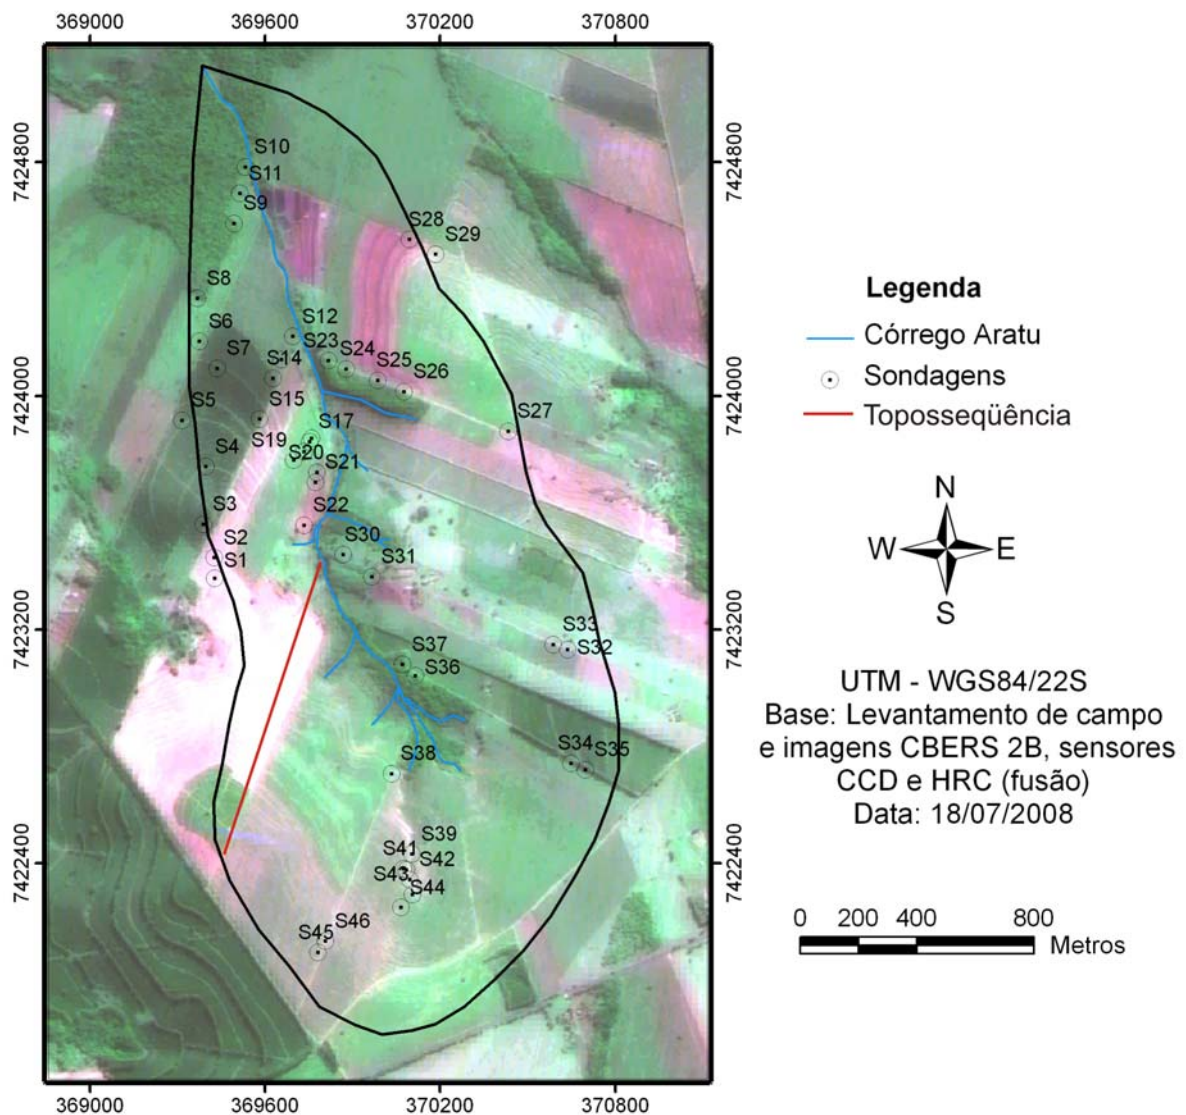 369000 369600 370200 370800
7424800
7424000
7423200
7422400
7424800
7424000
7423200
7422400
S10
S11
S9
S28
S29
S8
S6
S12
S7
S23
S14
S24
S25
S26
S5
S15
S17
S27
S19
S4
S20
S21
S3
S22
S2
S30
S1
S31
S33
S32
S37
S36
S34
S35
S38
S39
S41
S42
S43
S44
S46
S45
369000 369600 370200 370800
Legenda
Córrego Aratu
Sondagens
Toposseqüência
N
W E
S
UTM - WGS84/22S
Base: Levantamento de campo
e imagens CBERS 2B, sensores
CCD e HRC (fusão)
Data: 18/07/2008
0 200 400 800
Metros